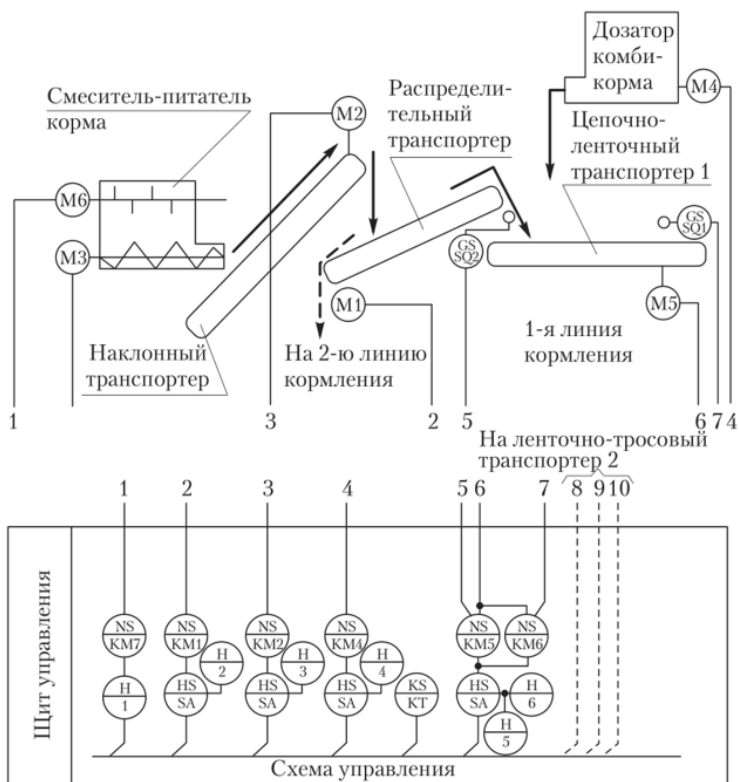 Дозатор
комби-
корма
M4
Смеситель-питатель
корма
M2
Распредели-
тельный
транспортер
Цепочно-
ленточный
транспортер 1
M6
M3
GS
SQ2
GS
SQ1
M1
M5
Наклонный
транспортер
На 2-ю линию
кормления
1-я линия
кормления
1 3 2 5 6 7 4
На ленточно-тросовый
транспортер 2
1 2 3 4 5 6 7 8 9 10
Щит управления
NS
KM7
NS
KM1
NS
KM2
NS
KM4
NS
KM5
NS
KM6
H
1
HS
SA
H
2
HS
SA
H
3
HS
SA
H
4
KS
KT
HS
SA
H
5
H
6
Схема управления